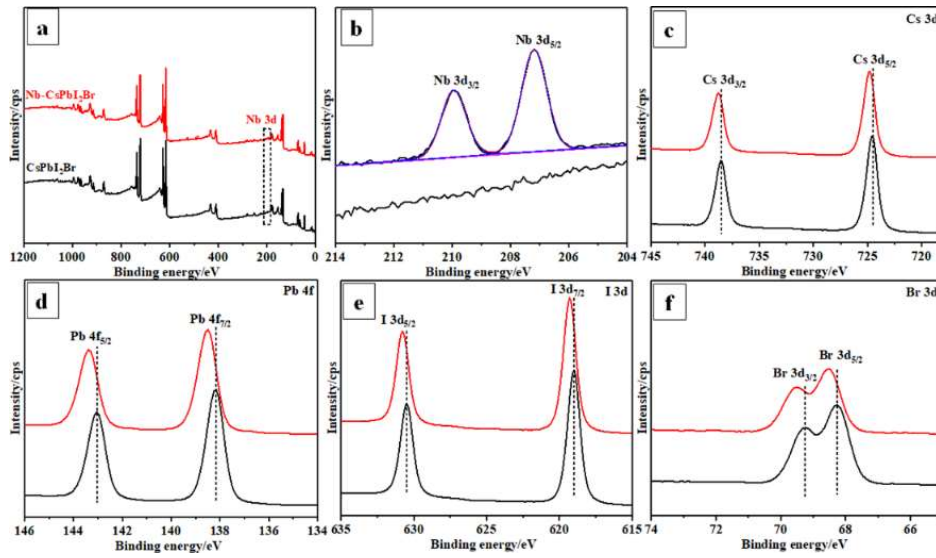 a
Intensity/cps
Nb-CsPbI₂Br
Nb 3d
CsPbI₂Br
1200 1000 800 600 400 200 0
Binding energy/eV
b
Intensity/cps
Nb 3d₃/₂
Nb 3d₅/₂
214 212 210 208 206 204
Binding energy/eV
c
Cs 3d
Intensity/cps
Cs 3d₃/₂
Cs 3d₅/₂
740 735 730 725 720
Binding energy/eV
d
Pb 4f
Intensity/cps
Pb 4f₅/₂
Pb 4f₇/₂
146 144 142 140 138 136 134
Binding energy/eV
e
I 3d
Intensity/cps
I 3d₅/₂
I 3d₇/₂
635 630 625 620 615
Binding energy/eV
f
Br 3d
Intensity/cps
Br 3d₃/₂
Br 3d₅/₂
74 72 70 68 66
Binding energy/eV